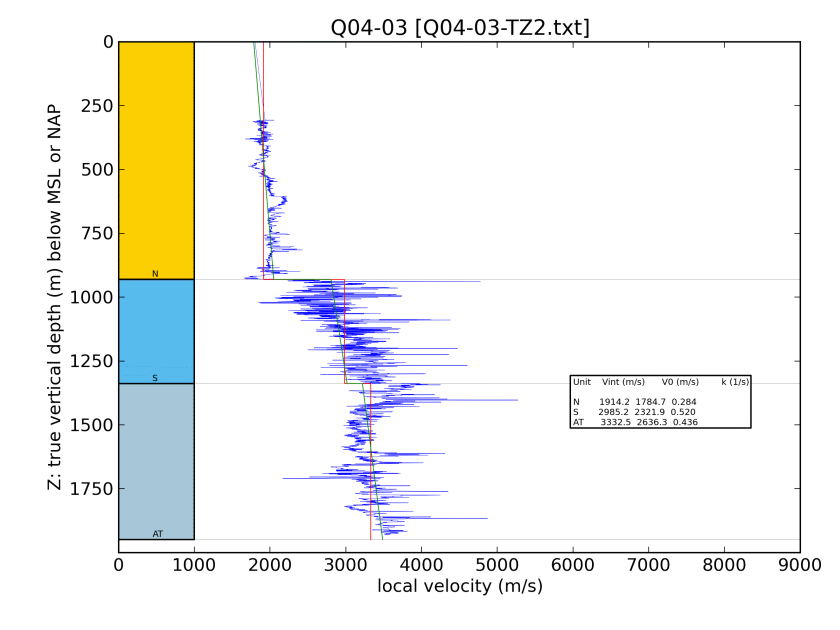 Q04-03 [Q04-03-TZ2.txt]
Z: true vertical depth (m) below MSL or NAP
0
250
500
750
1000
1250
1500
1750
N
S
AT
Unit Vint (m/s) V0 (m/s) k (1/s)
N 1914.2 1784.7 0.284
S 2985.2 2321.9 0.520
AT 3332.5 2636.3 0.436
0 1000 2000 3000 4000 5000 6000 7000 8000 9000
local velocity (m/s)